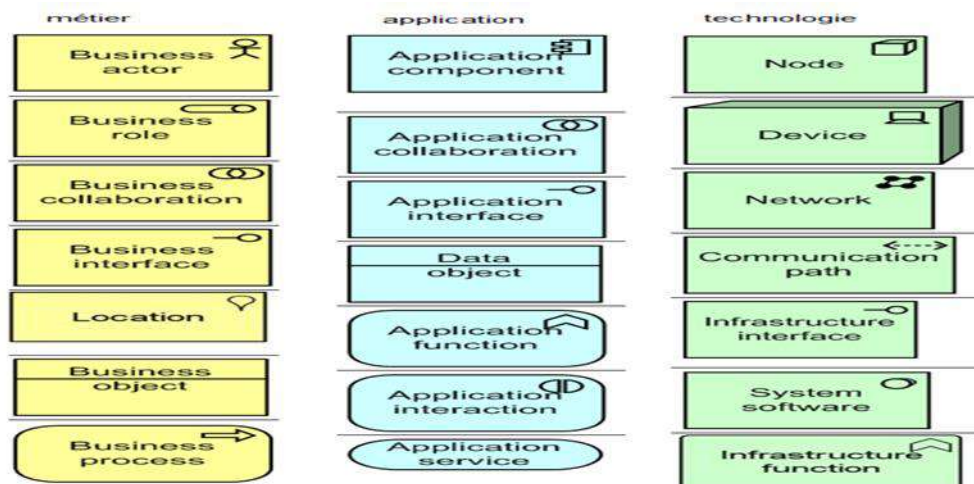 métier
Business
actor
Business
role
Business
collaboration
Business
interface
Location
Business
object
Business
process
application
Application
component
Application
collaboration
Application
interface
Data
object
Application
function
Application
interaction
Application
service
technologie
Node
Device
Network
Communication
path
Infrastructure
interface
System
software
Infrastructure
function